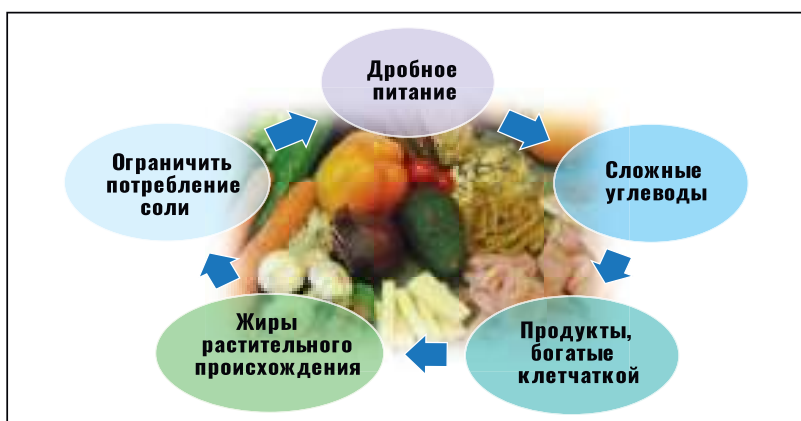 Дробное
питание
Сложные
углеводы
Продукты,
богатые
клетчаткой
Жиры
растительного
происхождения
Ограничить
потребление
соли